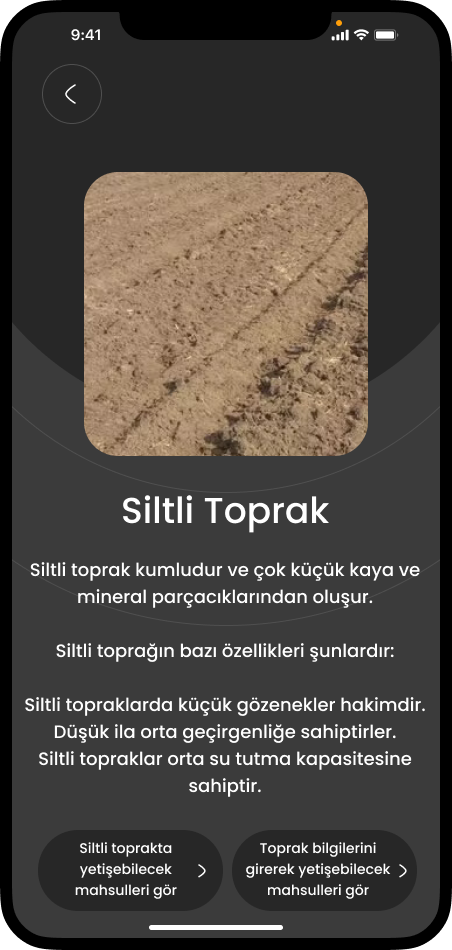 9:41
Siltli Toprak
Siltli toprak kumludur ve çok küçük kaya ve
mineral parçacıklarından oluşur.
Siltli toprağın bazı özellikleri şunlardır:
Siltli topraklarda küçük gözenekler hakimdir.
Düşük ila orta geçirgenliğe sahiptirler.
Siltli topraklar orta su tutma kapasitesine
sahiptir.
Siltli toprakta
yetişebilecek
mahsulleri gör
Toprak bilgilerini
girerek yetişebilecek
mahsulleri gör